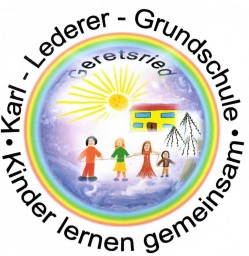 • Karl - Lederer - Grundschule •
Geretsried
Kinder lernen gemeinsam